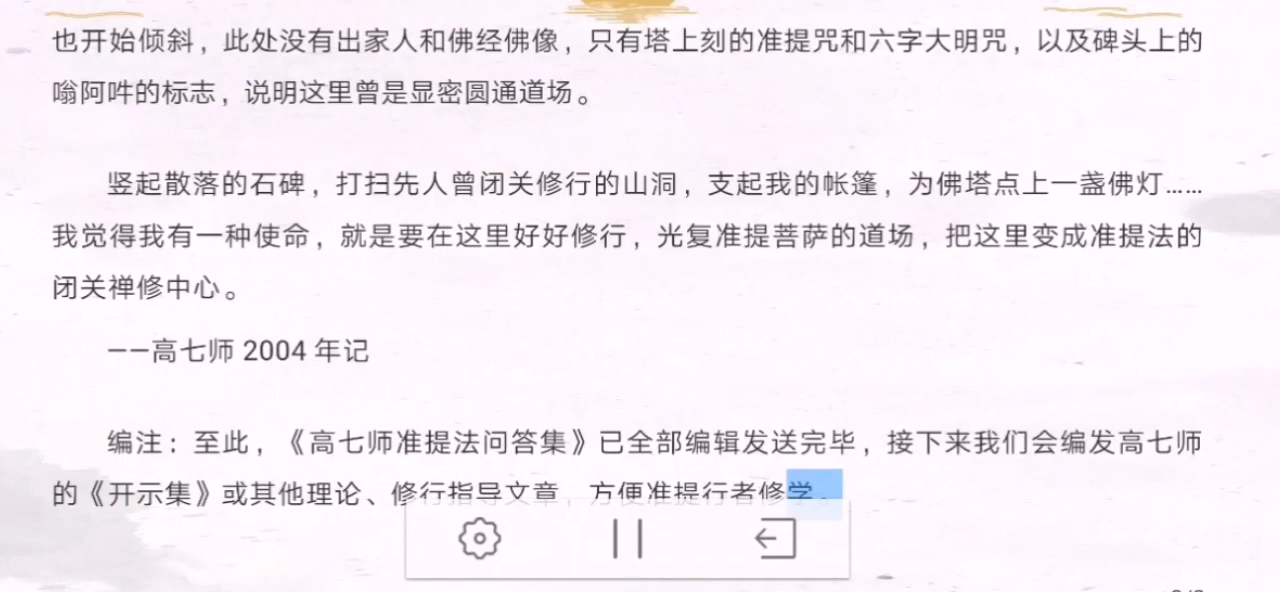 也开始倾斜，此处没有出家人和佛经佛像，只有塔上刻的准提咒和六字大明咒，以及碑头上的
嗡阿吽的标志，说明这里曾是显密圆通道场。
竖起散落的石碑，打扫先人曾闭关修行的山洞，支起我的帐篷，为佛塔点上一盏佛灯……
我觉得我有一种使命，就是要在这里好好修行，光复准提菩萨的道场，把这里变成准提法的
闭关禅修中心。
——高七师 2004 年记
编注：至此，《高七师准提法问答集》已全部编辑发送完毕，接下来我们会编发高七师
的《开示集》或其他理论、修行指导文章，方便准提行者修学。